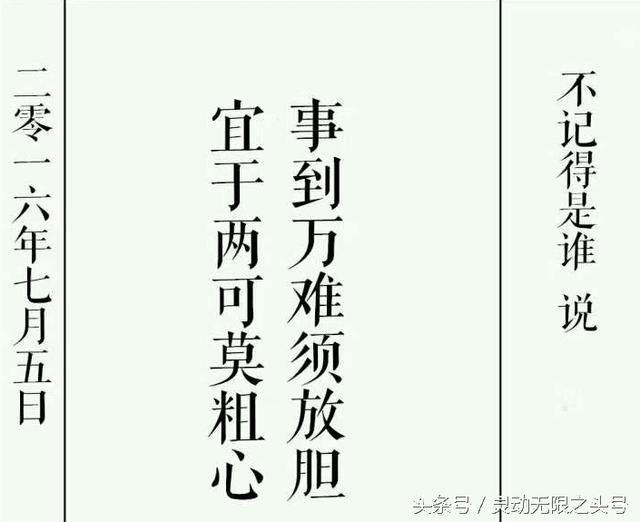 不记得是谁 说
事到万难须放胆
宜于两可莫粗心
二零一六年七月五日
头条号／灵动无限之头号